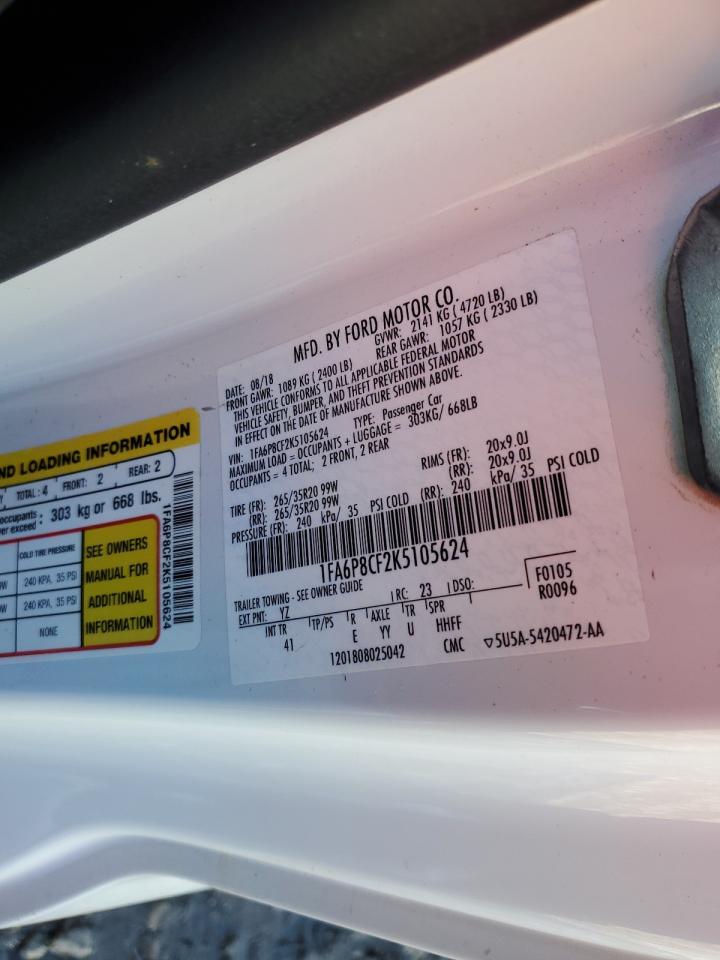 MFD. BY FORD MOTOR CO.
DATE: 08/18 GVWR: 2141 KG ( 4720 LB)
FRONT GAWR: 1089 KG ( 2400 LB) REAR GAWR: 1057 KG ( 2330 LB)
THIS VEHICLE CONFORMS TO ALL APPLICABLE FEDERAL MOTOR
VEHICLE SAFETY, BUMPER, AND THEFT PREVENTION STANDARDS
IN EFFECT ON THE DATE OF MANUFACTURE SHOWN ABOVE.
VIN: 1FA6P8CF2K5105624 TYPE: Passenger Car
MAXIMUM LOAD = OCCUPANTS + LUGGAGE = 303KG/ 668LB
OCCUPANTS = 4 TOTAL; 2 FRONT, 2 REAR
TIRE (FR): 265/35R20 99W RIMS (FR): 20x9.0J
(RR): 265/35R20 99W (RR): 20x9.0J
PRESSURE (FR): 240 kPa/ 35 PSI COLD (RR): 240 kPa/ 35 PSI COLD
1FA6P8CF2K5105624
TRAILER TOWING - SEE OWNER GUIDE
EXT PNT: YZ RC: 23 DSO: F0105
R0096
INT TR TP/PS R AXLE TR SPR
41 E YY U HHFF
1201808025042 CMC ▽5U5A-5420472-AA
ND LOADING INFORMATION
TOTAL : 4 FRONT: 2 REAR: 2
occupants
er exceed 303 kg or 668 lbs.
COLD TIRE PRESSURE
240 KPA, 35 PSI
240 KPA, 35 PSI
NONE
SEE OWNERS
MANUAL FOR
ADDITIONAL
INFORMATION
1FA6P8CF2K5105624